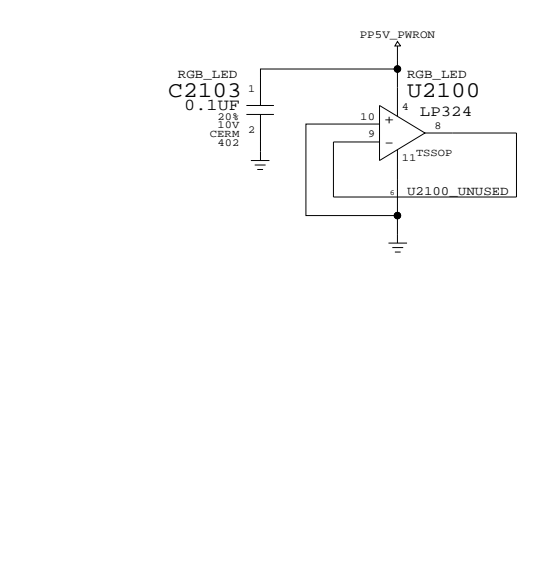 PP5V_PWRON
RGB_LED
C2103
0.1UF
20%
10V
CERM
402
1
2
RGB_LED
U2100
4
LP324
10
9
+
−
8
11
TSSOP
6
U2100_UNUSED